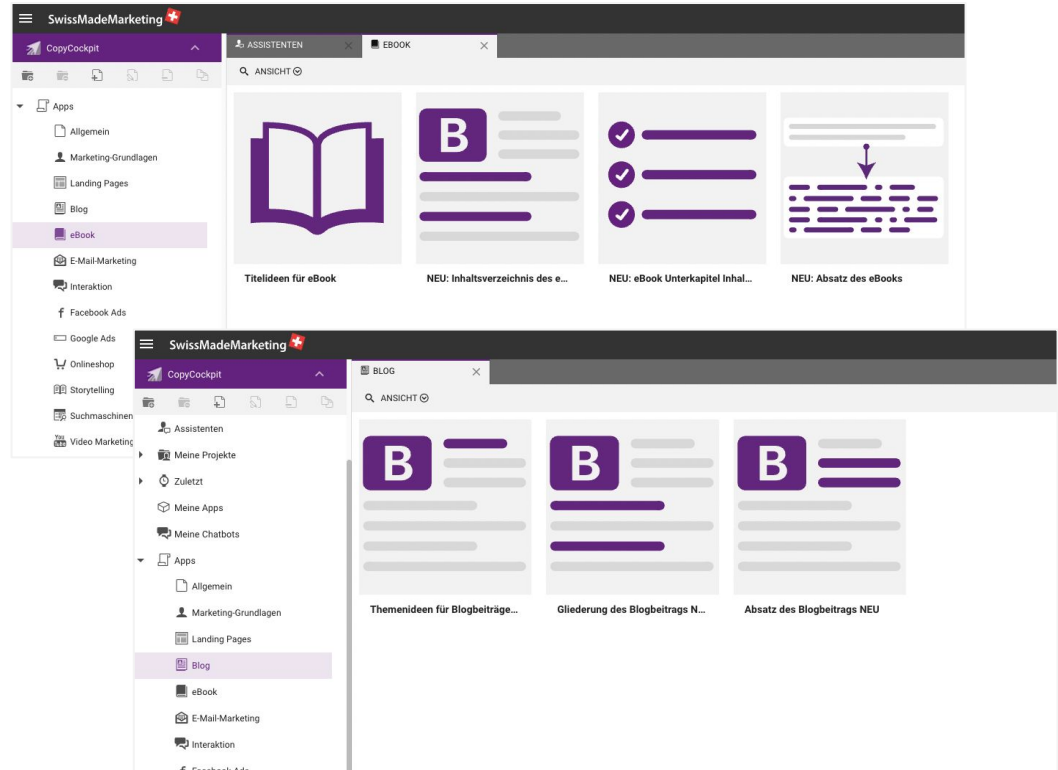 SwissMadeMarketing
CopyCockpit
Apps
Allgemein
Marketing-Grundlagen
Landing Pages
Blog
eBook
E-Mail-Marketing
Interaktion
Facebook Ads
Google Ads
Onlineshop
Storytelling
Suchmaschinen
Video Marketing
ASSISTENTEN
EBOOK
ANSICHT
B
Titelideen für eBook
NEU: Inhaltsverzeichnis des e...
NEU: eBook Unterkapitel Inhal...
NEU: Absatz des eBooks
SwissMadeMarketing
CopyCockpit
Assistenten
Meine Projekte
Zuletzt
Meine Apps
Meine Chatbots
Apps
Allgemein
Marketing-Grundlagen
Landing Pages
Blog
eBook
E-Mail-Marketing
Interaktion
Facebook Ads
BLOG
ANSICHT
B
B
B
Themenideen für Blogbeiträge...
Gliederung des Blogbeitrags N...
Absatz des Blogbeitrags NEU